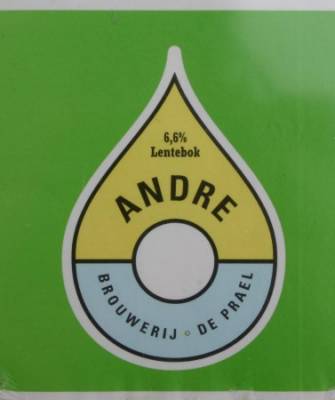 6,6%
Lentebok
ANDRE
BROUWERIJ • DE PRAEL